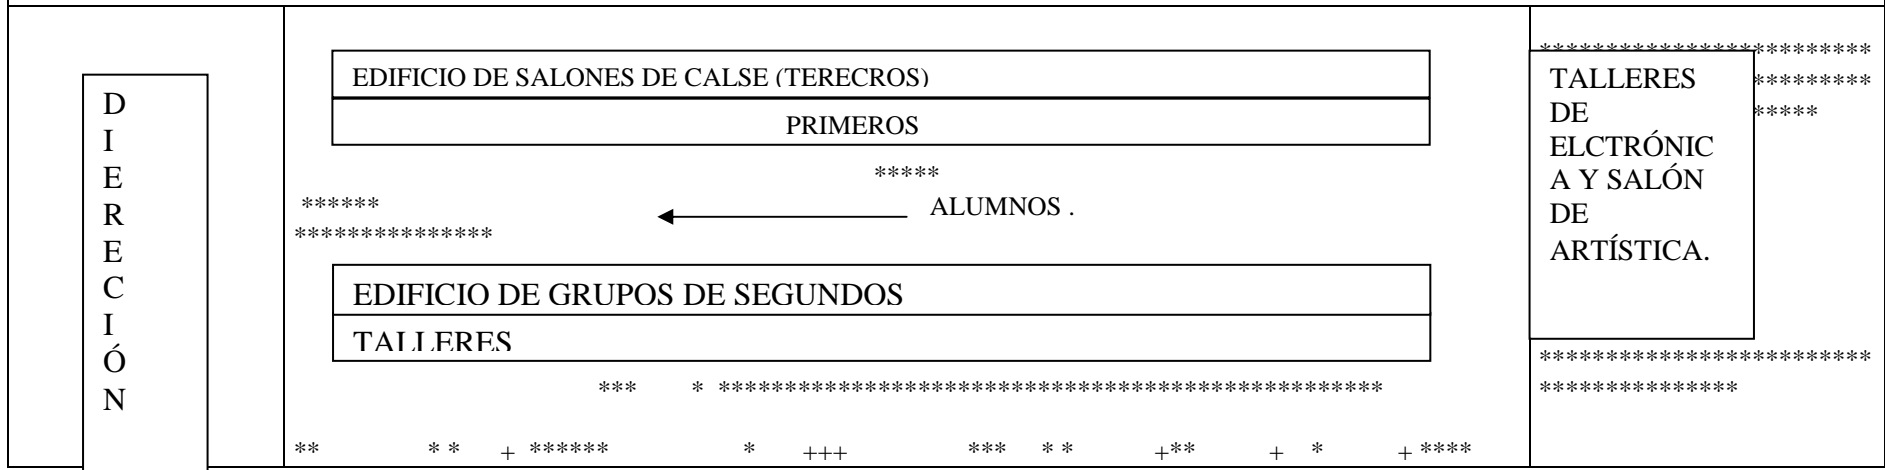 D
I
E
R
E
C
I
Ó
N
EDIFICIO DE SALONES DE CALSE (TERECROS)
PRIMEROS
*****
******
ALUMNOS .
***************
EDIFICIO DE GRUPOS DE SEGUNDOS
TALLERES
*** * **************************************************
** * * + ****** * +++ *** * * +** + * + ****
*************************
TALLERES
*********
DE
*****
ELCTRÓNIC
A Y SALÓN
DE
ARTÍSTICA.
*************************
***************